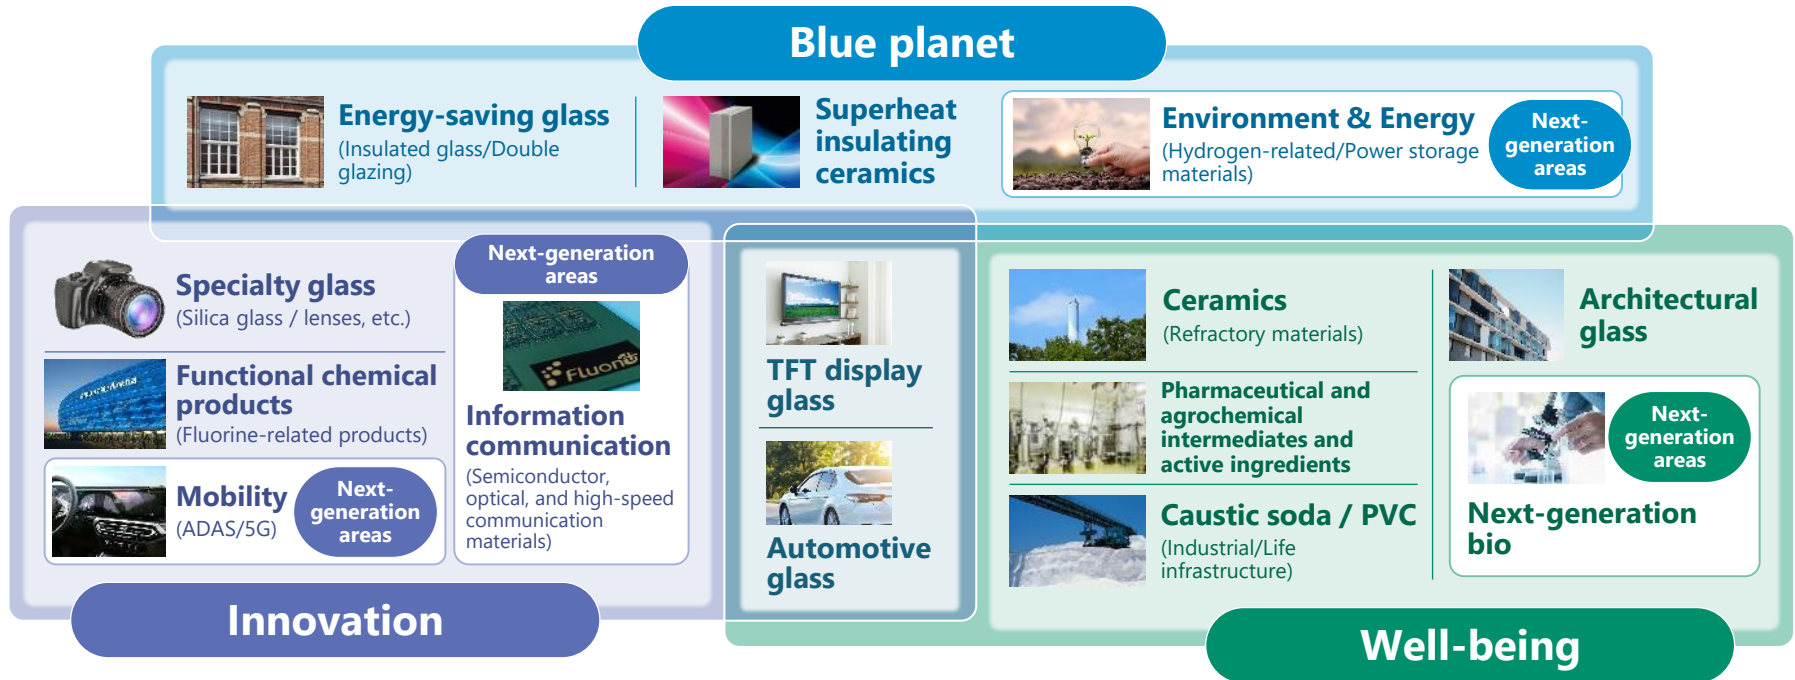 Blue planet
Energy-saving glass
(Insulated glass/Double
glazing)
Superheat
insulating
ceramics
Environment & Energy
(Hydrogen-related/Power storage
materials)
Next-
generation
areas
Specialty glass
(Silica glass / lenses, etc.)
Functional chemical
products
(Fluorine-related products)
Mobility
(ADAS/5G)
Next-
generation
areas
Next-generation
areas
Fluon
Information
communication
(Semiconductor,
optical, and high-speed
communication
materials)
Innovation
TFT display
glass
Automotive
glass
Ceramics
(Refractory materials)
Pharmaceutical and
agrochemical
intermediates and
active ingredients
Caustic soda / PVC
(Industrial/Life
infrastructure)
Architectural
glass
Next-
generation
areas
Next-generation
bio
Well-being